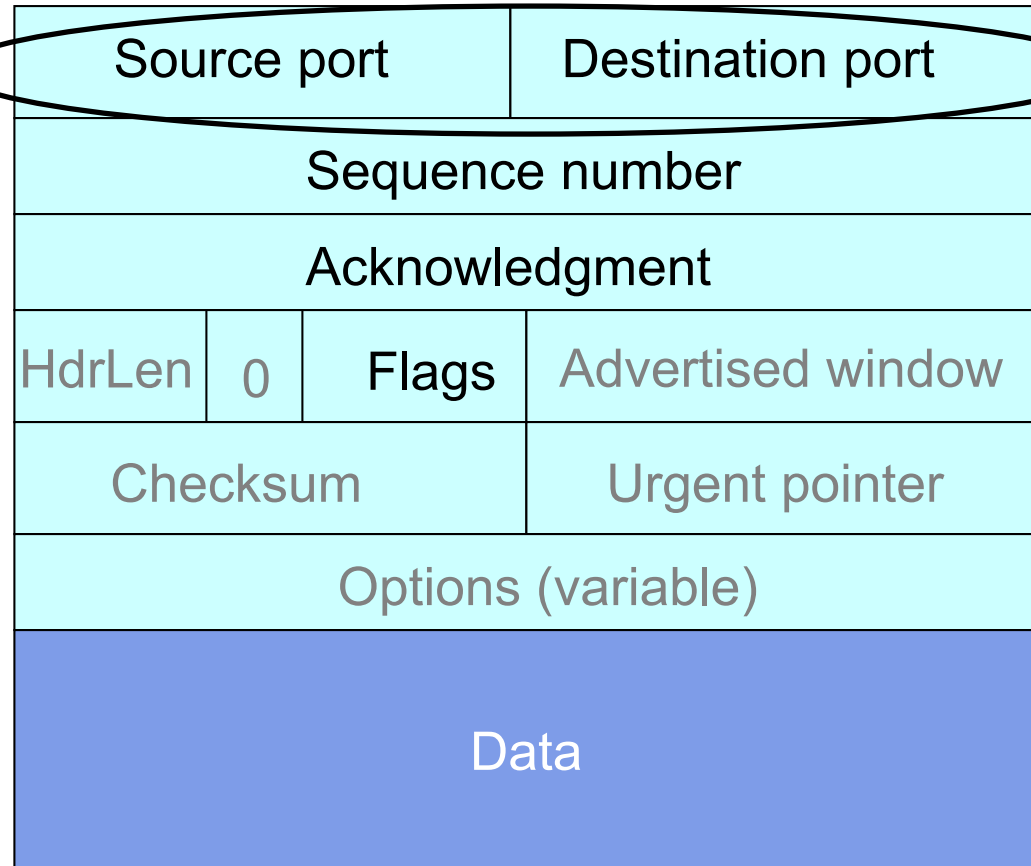 Source port Destination port
Sequence number
Acknowledgment
HdrLen 0 Flags Advertised window
Checksum Urgent pointer
Options (variable)
Data